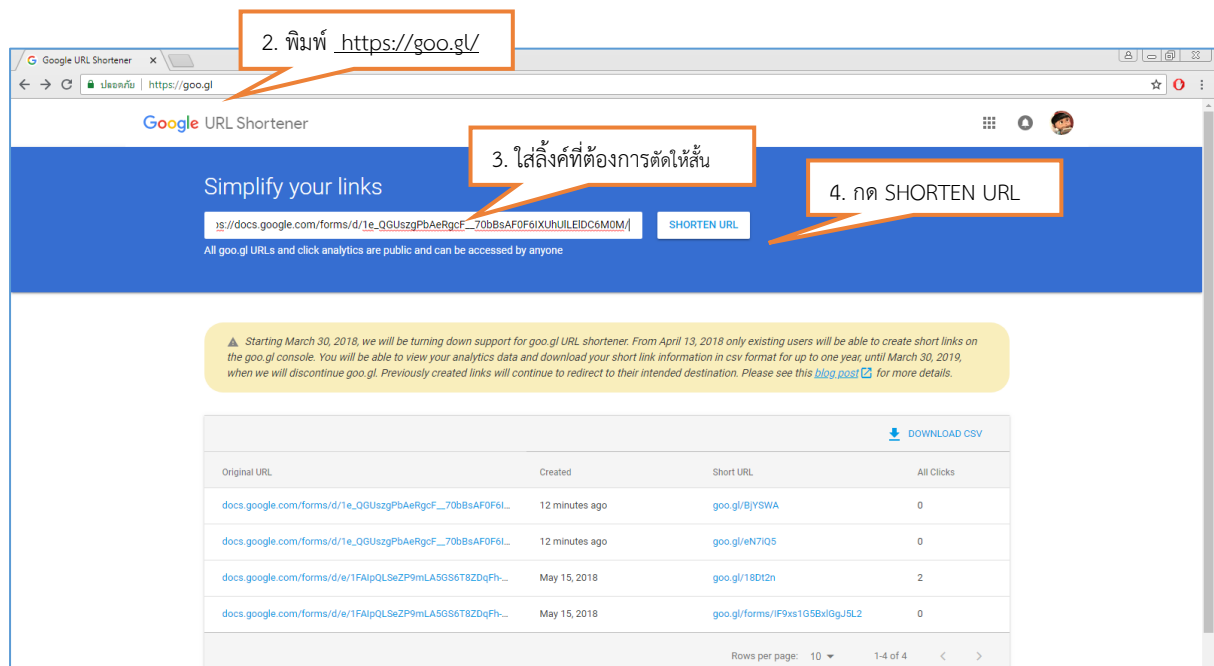 2. พิมพ์ https://goo.gl/
Google URL Shortener
ปลอดภัย | https://goo.gl
Google URL Shortener
3. ใส่ลิ้งค์ที่ต้องการตัดให้สั้น
Simplify your links
4. กด SHORTEN URL
s://docs.google.com/forms/d/1e_QGUszgPbAeRgcF__70bBsAF0F6IXUhUlLElDC6M0M/
SHORTEN URL
All goo.gl URLs and click analytics are public and can be accessed by anyone
Starting March 30, 2018, we will be turning down support for goo.gl URL shortener. From April 13, 2018 only existing users will be able to create short links on
the goo.gl console. You will be able to view your analytics data and download your short link information in csv format for up to one year, until March 30, 2019,
when we will discontinue goo.gl. Previously created links will continue to redirect to their intended destination. Please see this blog post for more details.
DOWNLOAD CSV
Original URL Created Short URL All Clicks
docs.google.com/forms/d/1e_QGUszgPbAeRgcF__70bBsAF0F6I... 12 minutes ago goo.gl/BjYSWA 0
docs.google.com/forms/d/1e_QGUszgPbAeRgcF__70bBsAF0F6I... 12 minutes ago goo.gl/eN7iQ5 0
docs.google.com/forms/d/e/1FAIpQLSeZP9mLA5GS6T8ZDqFh-... May 15, 2018 goo.gl/18Dt2n 2
docs.google.com/forms/d/e/1FAIpQLSeZP9mLA5GS6T8ZDqFh-... May 15, 2018 goo.gl/forms/IF9xs1G5BxlGgJ5L2 0
Rows per page: 10 1-4 of 4